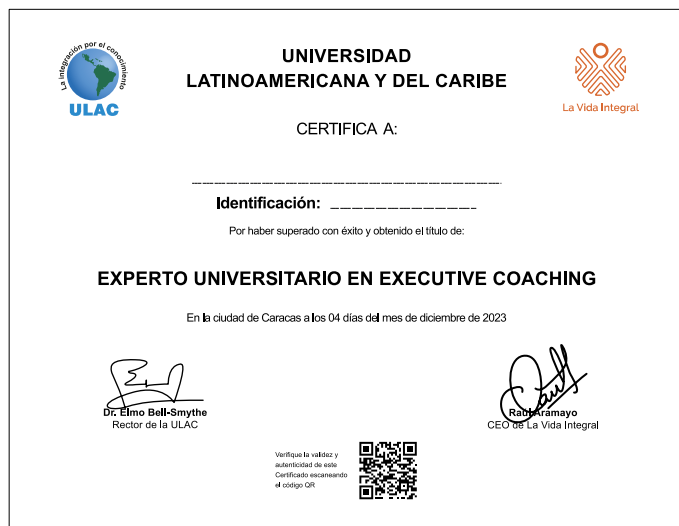 La integración por el conocimiento
ULAC
UNIVERSIDAD
LATINOAMERICANA Y DEL CARIBE
La Vida Integral
CERTIFICA A:
Identificación:
Por haber superado con éxito y obtenido el título de:
EXPERTO UNIVERSITARIO EN EXECUTIVE COACHING
En la ciudad de Caracas a los 04 días del mes de diciembre de 2023
Dr. Elmo Bell-Smythe
Rector de la ULAC
Raúl Aramayo
CEO de La Vida Integral
Verifique la validez y
autenticidad de este
Certificado escaneando
el código QR